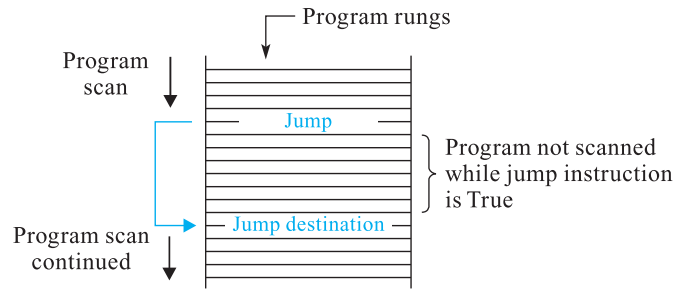 Program rungs
Program
scan
Jump
Program not scanned
while jump instruction
is True
Jump destination
Program scan
continued